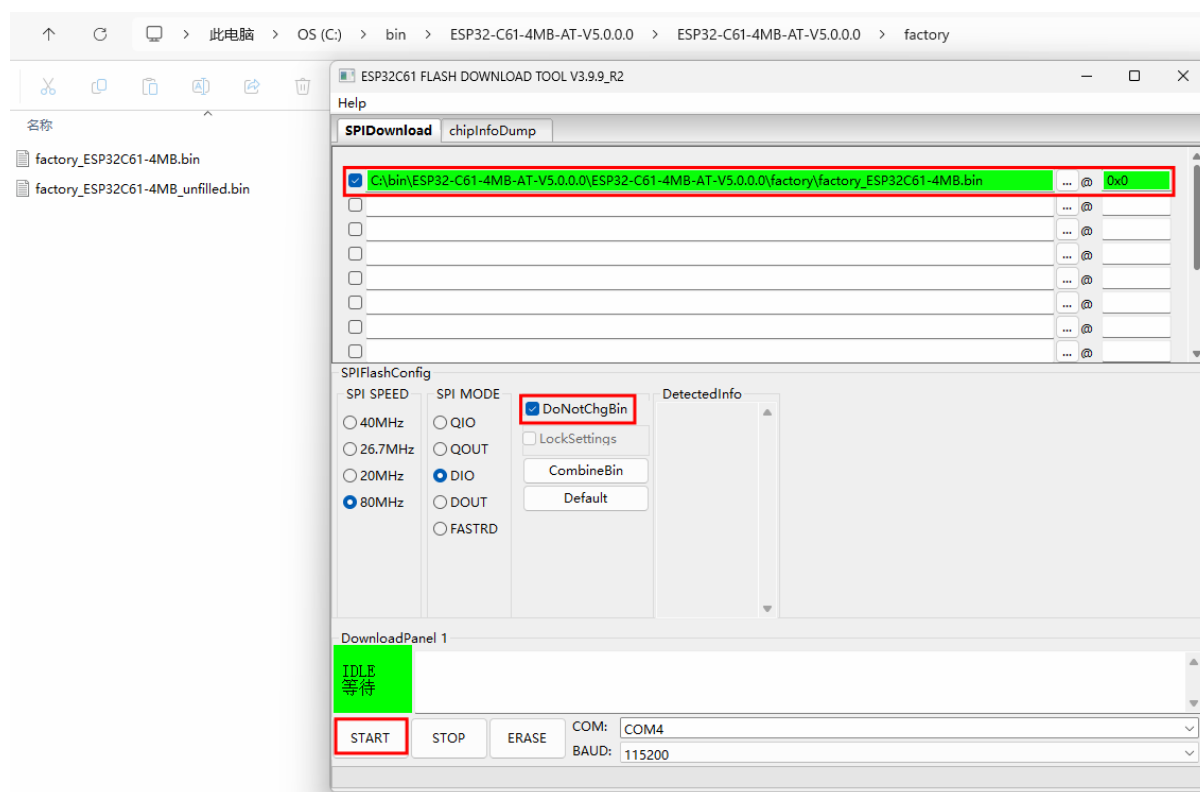 此电脑 > OS (C:) > bin > ESP32-C61-4MB-AT-V5.0.0.0 > ESP32-C61-4MB-AT-V5.0.0.0 > factory
名称
factory_ESP32C61-4MB.bin
factory_ESP32C61-4MB_unfilled.bin
ESP32C61 FLASH DOWNLOAD TOOL V3.9.9_R2
Help
SPIDownload chipInfoDump
C:\bin\ESP32-C61-4MB-AT-V5.0.0.0\ESP32-C61-4MB-AT-V5.0.0.0\factory\factory_ESP32C61-4MB.bin ... @ 0x0
... @
... @
... @
... @
... @
... @
... @
SPIFlashConfig
SPI SPEED
40MHz
26.7MHz
20MHz
80MHz
SPI MODE
QIO
QOUT
DIO
DOUT
FASTRD
DoNotChgBin
LockSettings
CombineBin
Default
DetectedInfo
DownloadPanel 1
IDLE
等待
START STOP ERASE
COM: COM4
BAUD: 115200